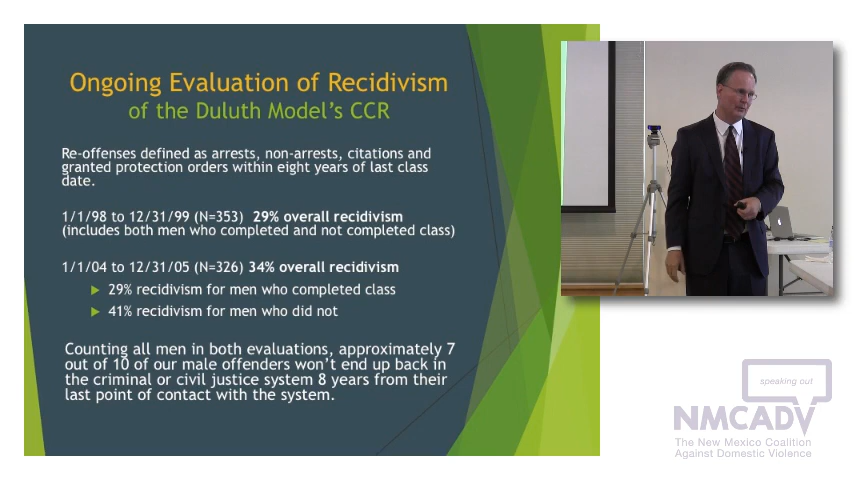 Ongoing Evaluation of Recidivism
of the Duluth Model's CCR
Re-offenses defined as arrests, non-arrests, citations and
granted protection orders within eight years of last class
date.
1/1/98 to 12/31/99 (N=353) 29% overall recidivism
(includes both men who completed and not completed class)
1/1/04 to 12/31/05 (N=326) 34% overall recidivism
29% recidivism for men who completed class
41% recidivism for men who did not
Counting all men in both evaluations, approximately 7
out of 10 of our male offenders won't end up back in
the criminal or civil justice system 8 years from their
last point of contact with the system.
speaking out
NMCADV
The New Mexico Coalition
Against Domestic Violence